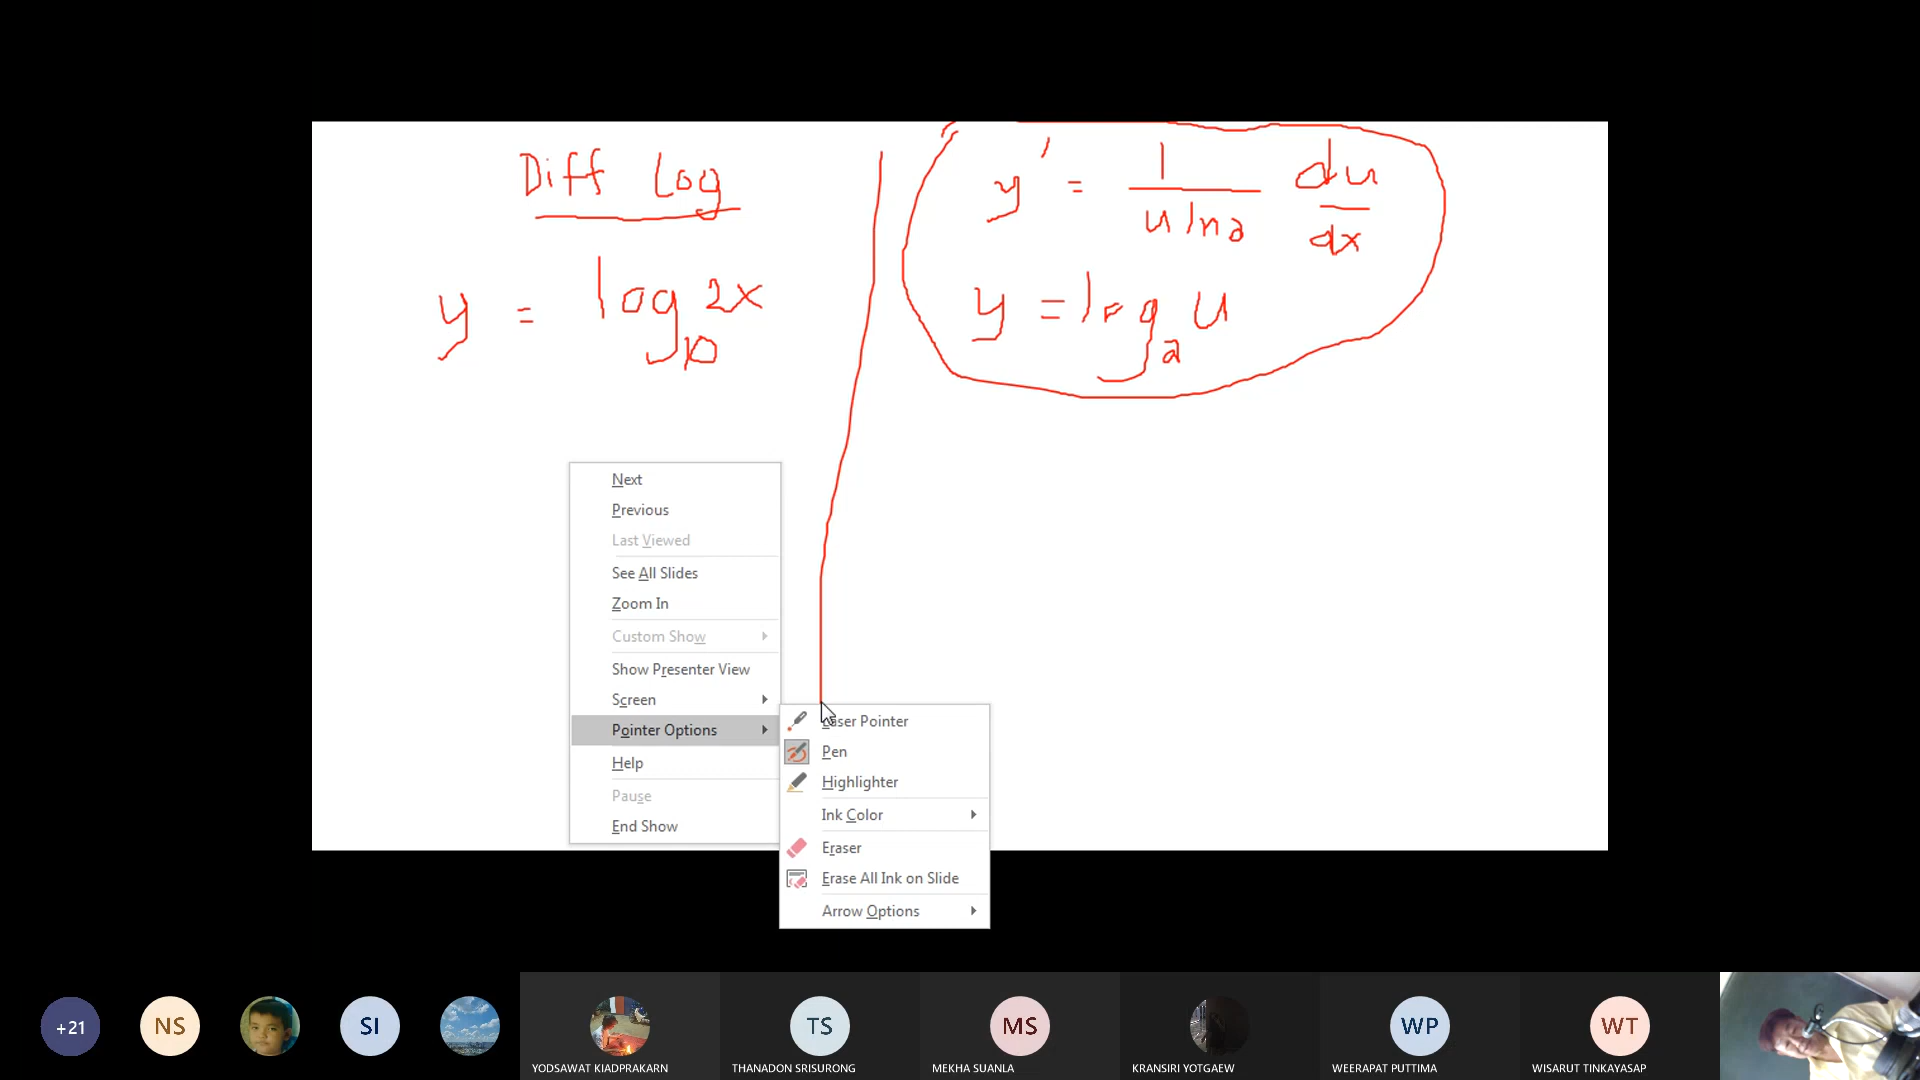 Diff log
y = log₁₀ 2x
y' = 1/(u ln a) du/dx
y = logₐ u
Next
Previous
Last Viewed
See All Slides
Zoom In
Custom Show
Show Presenter View
Screen
Pointer Options
Help
Pause
End Show
Laser Pointer
Pen
Highlighter
Ink Color
Eraser
Erase All Ink on Slide
Arrow Options
+21
NS
SI
TS
MS
WP
WT
YODSAWAT KIADPRAKARN
THANADON SRISURONG
MEKHA SUANLA
KRANSIRI YOTGAEW
WEERAPAT PUTTIMA
WISARUT TINKAYASAP